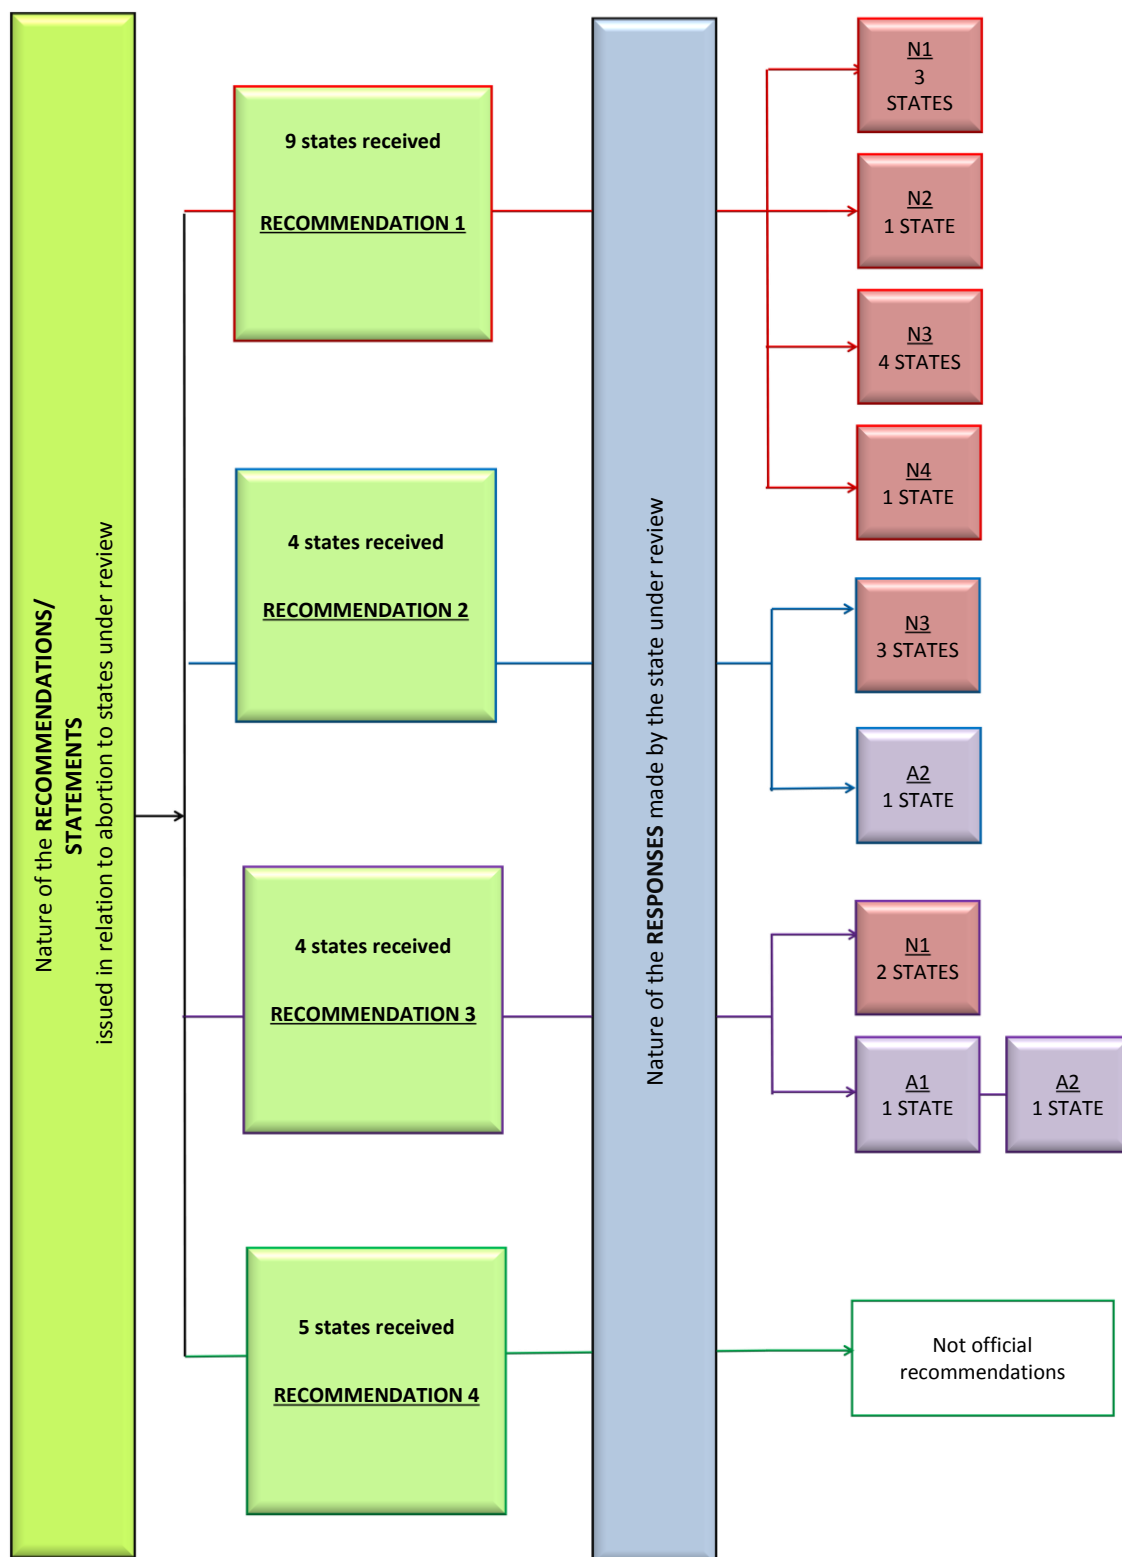 Nature of the RECOMMENDATIONS/
STATEMENTS
issued in relation to abortion to states under review
9 states received
RECOMMENDATION 1
4 states received
RECOMMENDATION 2
4 states received
RECOMMENDATION 3
5 states received
RECOMMENDATION 4
Nature of the RESPONSES made by the state under review
N1
3
STATES
N2
1 STATE
N3
4 STATES
N4
1 STATE
N3
3 STATES
A2
1 STATE
N1
2 STATES
A1
1 STATE
A2
1 STATE
Not official
recommendations